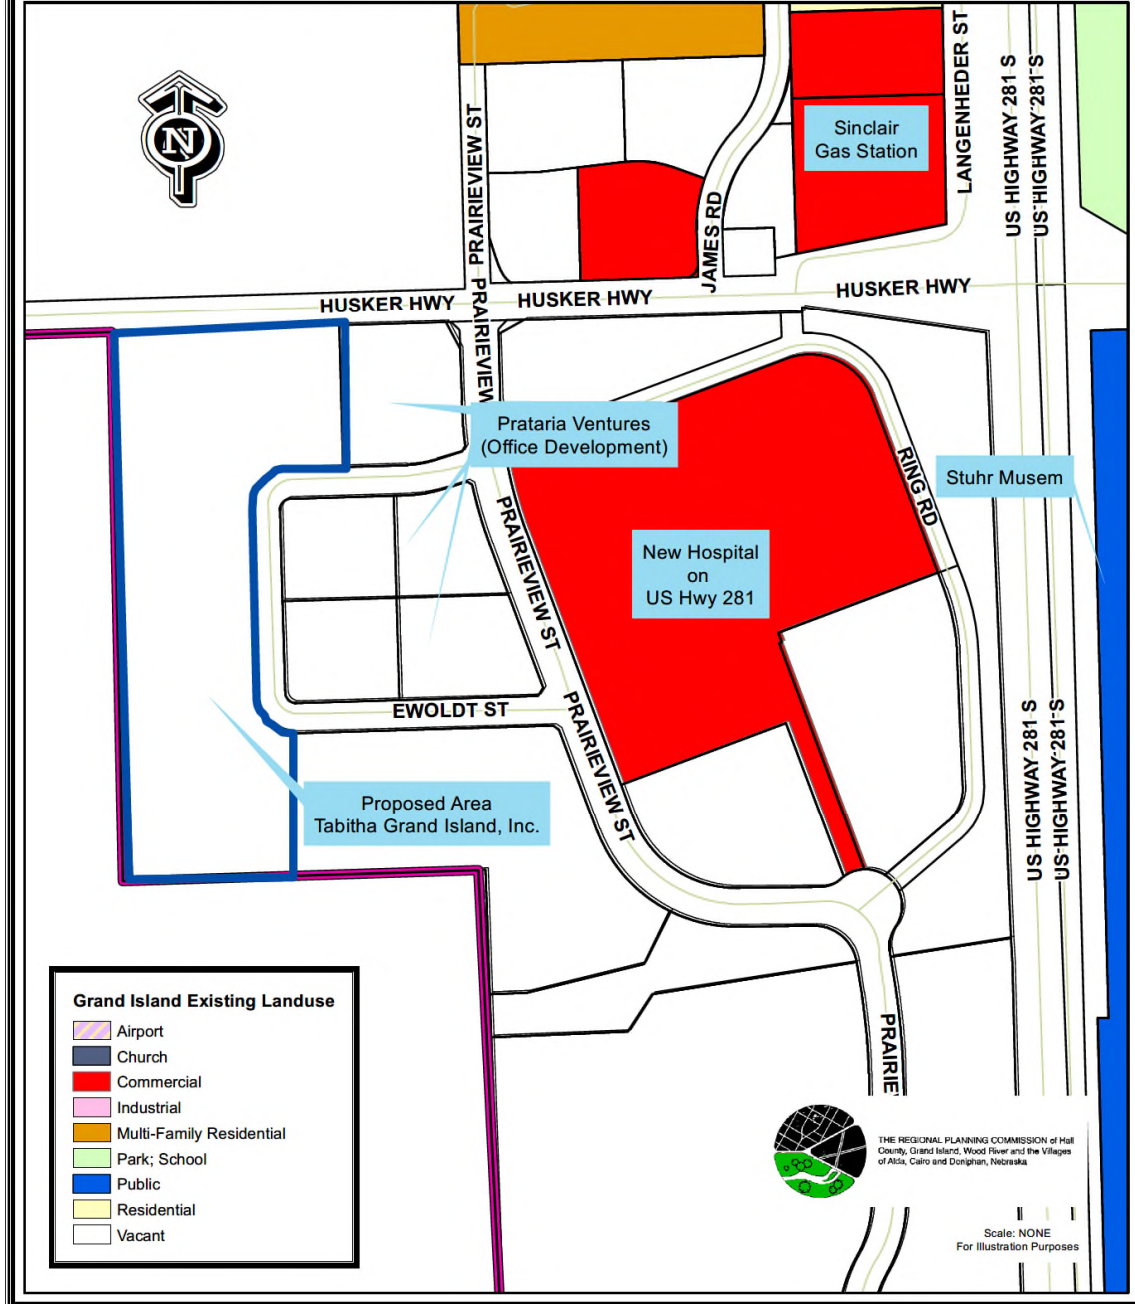 N
PRAIRIEVIEW ST
JAMES RD
Sinclair
Gas Station
LANGENHEDER ST
US HIGHWAY 281 S
US HIGHWAY 281 S
HUSKER HWY
HUSKER HWY
HUSKER HWY
PRAIRIEVIEW
Prataria Ventures
(Office Development)
RING RD
Stuhr Musem
PRAIRIEVIEW ST
New Hospital
on
US Hwy 281
EWOLDT ST
PRAIRIEVIEW ST
US HIGHWAY 281 S
US HIGHWAY 281 S
Proposed Area
Tabitha Grand Island, Inc.
PRAIRIE
Grand Island Existing Landuse
Airport
Church
Commercial
Industrial
Multi-Family Residential
Park; School
Public
Residential
Vacant
THE REGIONAL PLANNING COMMISSION of Hall
County, Grand Island, Wood River and the Villages
of Alda, Cairo and Doniphan, Nebraska
Scale: NONE
For Illustration Purposes